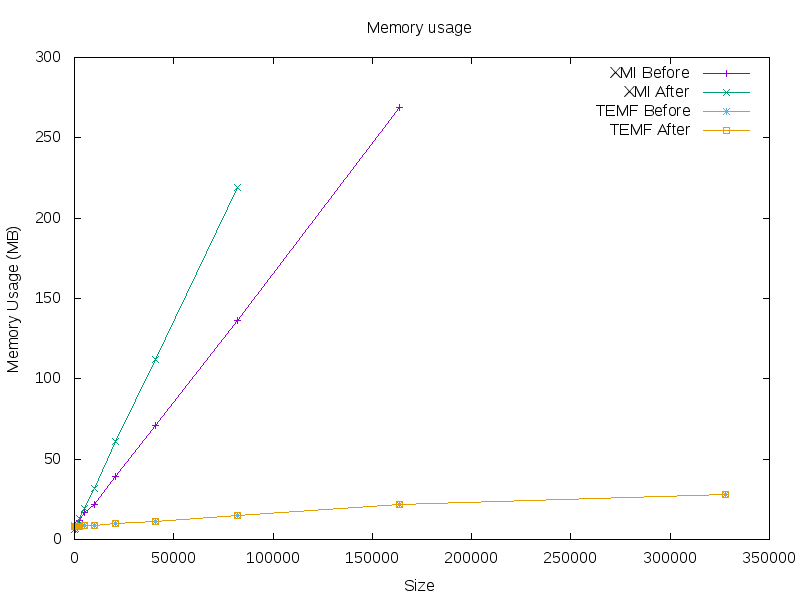 Memory usage
300
250
200
150
100
50
0
Memory Usage (MB)
XMI Before
XMI After
TEMF Before
TEMF After
0 50000 100000 150000 200000 250000 300000 350000
Size